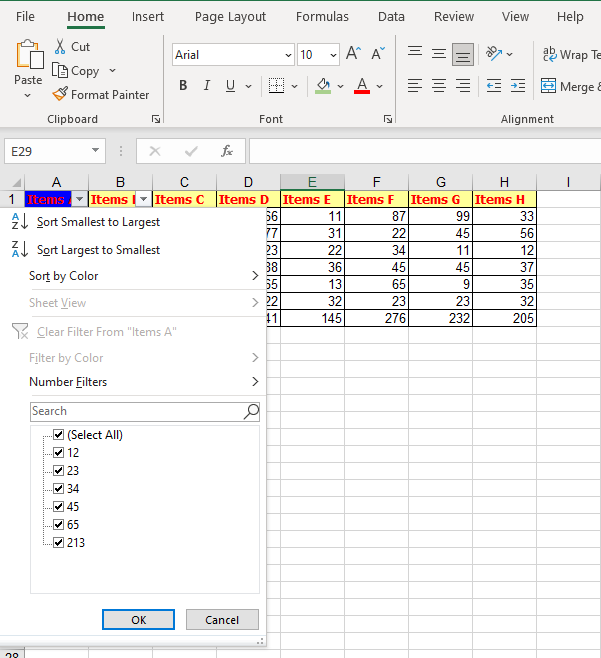 File Home Insert Page Layout Formulas Data Review View Help
Cut
Copy
Format Painter
Paste
Arial 10 A A
B I U A
ab Wrap Te
Merge &
Clipboard Font Alignment
E29 fx
A B C D E F G H I
1 Items Items Items C Items D Items E Items F Items G Items H
66 11 87 99 33
77 31 22 45 56
23 22 34 11 12
38 36 45 45 37
65 13 65 9 35
22 32 23 23 32
41 145 276 232 205
Sort Smallest to Largest
Sort Largest to Smallest
Sort by Color
Sheet View
Clear Filter From "Items A"
Filter by Color
Number Filters
Search
(Select All)
12
23
34
45
65
213
OK Cancel
28